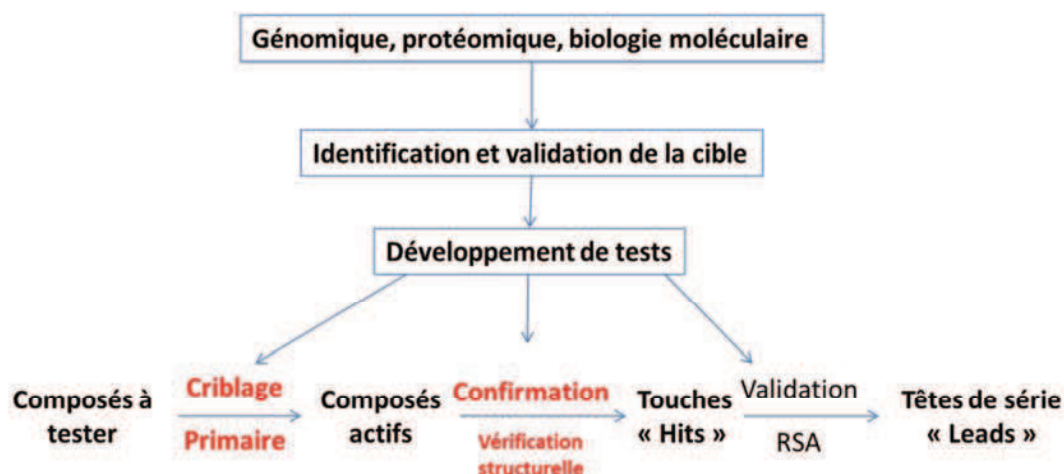 Génomique, protéomique, biologie moléculaire
Identification et validation de la cible
Développement de tests
Composés à
tester
Criblage
Primaire
Composés
actifs
Confirmation
Vérification
structurelle
Touches
« Hits »
Validation
RSA
Têtes de série
« Leads »